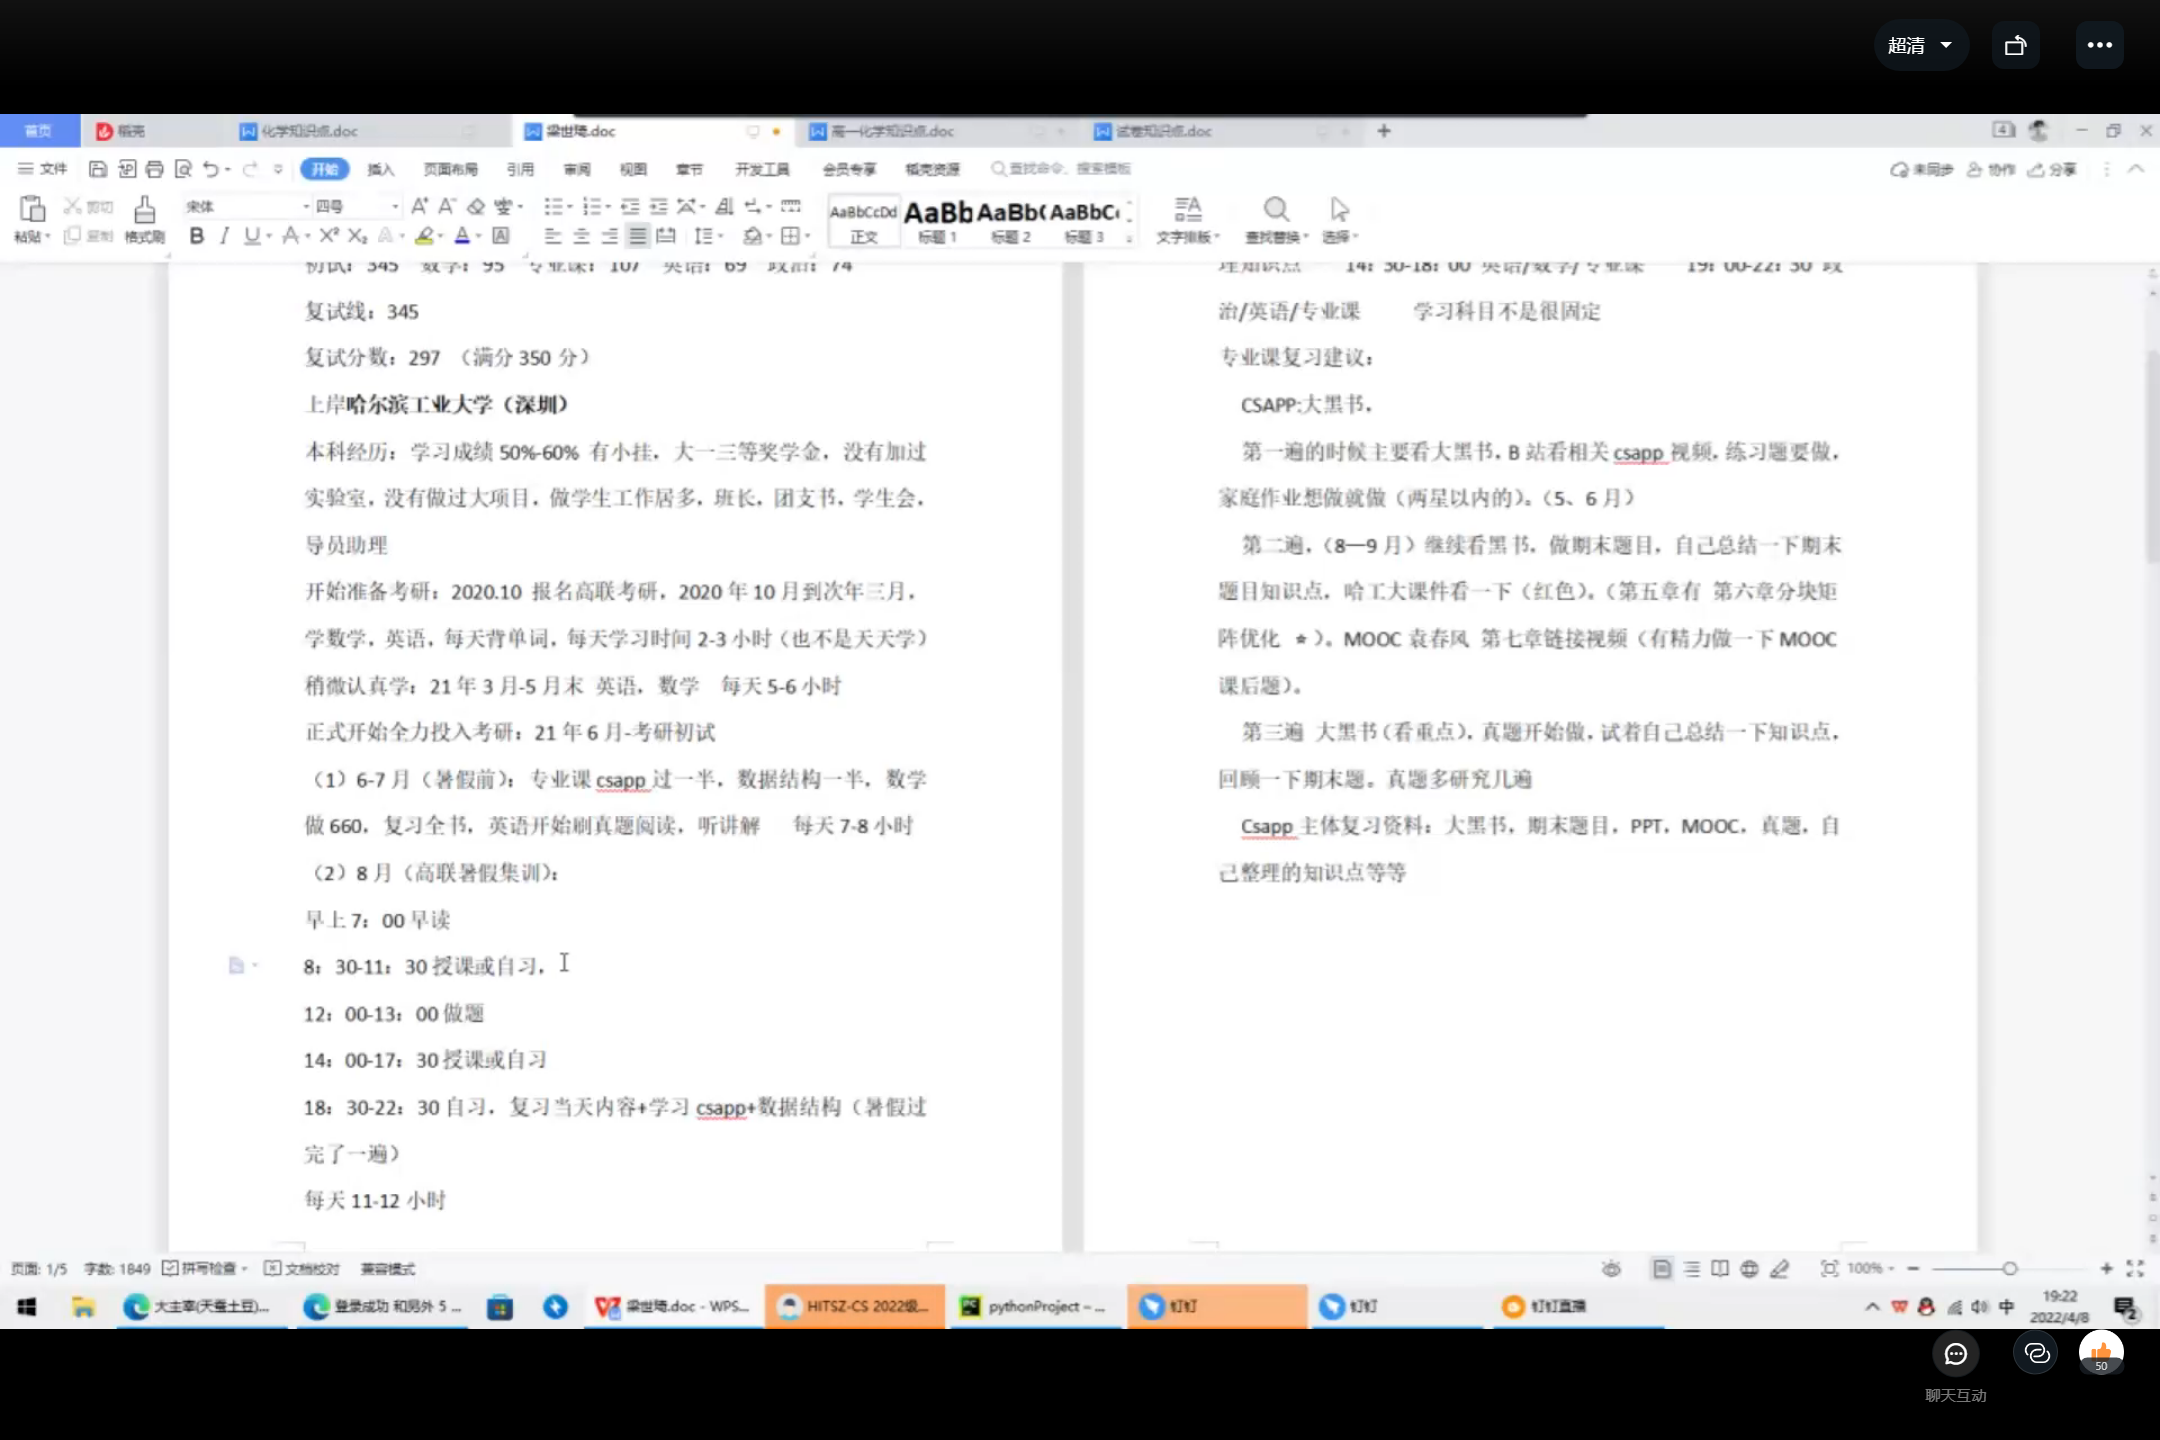 超清
首页
稻壳
化学知识点.doc
梁世琦.doc
高一化学知识点.doc
试卷知识点.doc
文件
开始
插入
页面布局
引用
审阅
视图
章节
开发工具
会员专享
稻壳资源
查找命令、搜索模板
未同步
协作
分享
粘贴
剪切
复制
格式刷
宋体
四号
AaBbCcDd
正文
AaBb
标题 1
AaBb(
标题 2
AaBbC
标题 3
文字排版
查找替换
选择
初试：345 数学：95 专业课：107 英语：69 政治：74
复试线：345
复试分数：297 （满分 350 分）
上岸哈尔滨工业大学（深圳）
本科经历：学习成绩 50%-60% 有小挂，大一三等奖学金，没有加过
实验室，没有做过大项目，做学生工作居多，班长，团支书，学生会，
导员助理
开始准备考研：2020.10 报名高联考研，2020 年 10 月到次年三月，
学数学，英语，每天背单词，每天学习时间 2-3 小时（也不是天天学）
稍微认真学：21 年 3 月-5 月末 英语，数学 每天 5-6 小时
正式开始全力投入考研：21 年 6 月-考研初试
（1）6-7 月（暑假前）：专业课 csapp 过一半，数据结构一半，数学
做 660，复习全书，英语开始刷真题阅读，听讲解 每天 7-8 小时
（2）8 月（高联暑假集训）：
早上 7：00 早读
8：30-11：30 授课或自习，
12：00-13：00 做题
14：00-17：30 授课或自习
18：30-22：30 自习，复习当天内容+学习 csapp+数据结构（暑假过
完了一遍）
每天 11-12 小时
理知识点 14：30-18：00 英语/数学/专业课 19：00-22：30 政
治/英语/专业课 学习科目不是很固定
专业课复习建议：
CSAPP:大黑书，
第一遍的时候主要看大黑书，B 站看相关 csapp 视频，练习题要做，
家庭作业想做就做（两星以内的）。（5、6 月）
第二遍，（8—9 月）继续看黑书，做期末题目，自己总结一下期末
题目知识点，哈工大课件看一下（红色）。（第五章有 第六章分块矩
阵优化 ★）。MOOC 袁春风 第七章链接视频（有精力做一下 MOOC
课后题）。
第三遍 大黑书（看重点），真题开始做，试着自己总结一下知识点，
回顾一下期末题。真题多研究几遍
Csapp 主体复习资料：大黑书，期末题目，PPT，MOOC，真题，自
己整理的知识点等等
页面: 1/5
字数: 1849
拼写检查
文档校对
兼容模式
100%
大主宰(天蚕土豆)...
登录成功 和另外 5 ...
梁世琦.doc - WPS...
HITSZ-CS 2022级...
pythonProject – ...
钉钉
钉钉
钉钉直播
中
19:22
2022/4/8
2
50
聊天互动